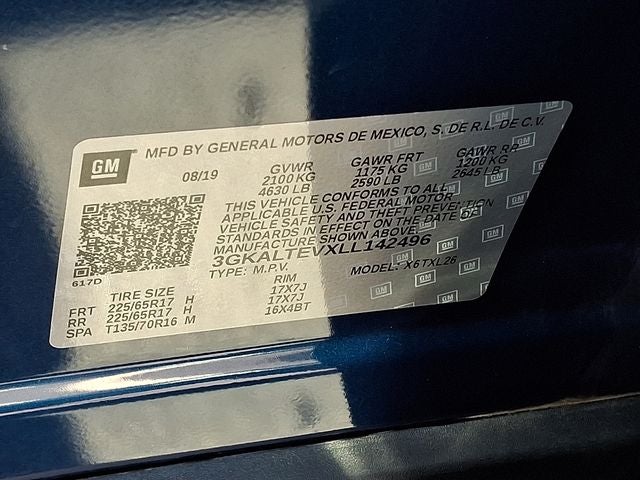 GM
MFD BY GENERAL MOTORS DE MEXICO, S. DE R.L. DE C.V.
08/19
GVWR GAWR FRT GAWR RR
2100 KG 1175 KG 1200 KG
4630 LB 2590 LB 2645 LB
THIS VEHICLE CONFORMS TO ALL
APPLICABLE U.S. FEDERAL MOTOR
VEHICLE SAFETY AND THEFT PREVENTION
STANDARDS IN EFFECT ON THE DATE OF
MANUFACTURE SHOWN ABOVE.
3GKALTEVXLL142496
TYPE: M.P.V. MODEL: X6TXL26
617D
TIRE SIZE RIM
FRT 225/65R17 H 17X7J
RR 225/65R17 H 17X7J
SPA T135/70R16 M 16X4BT